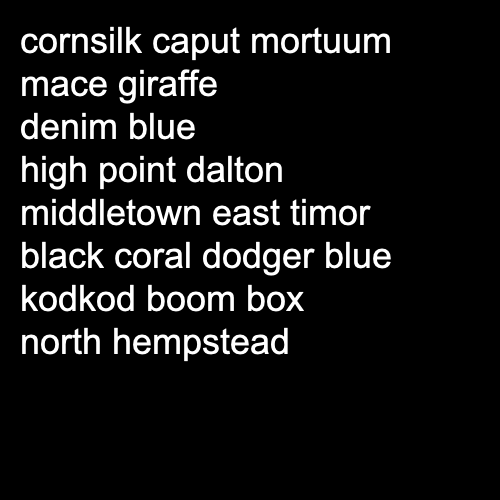 cornsilk caput mortuum
mace giraffe
denim blue
high point dalton
middletown east timor
black coral dodger blue
kodkod boom box
north hempstead